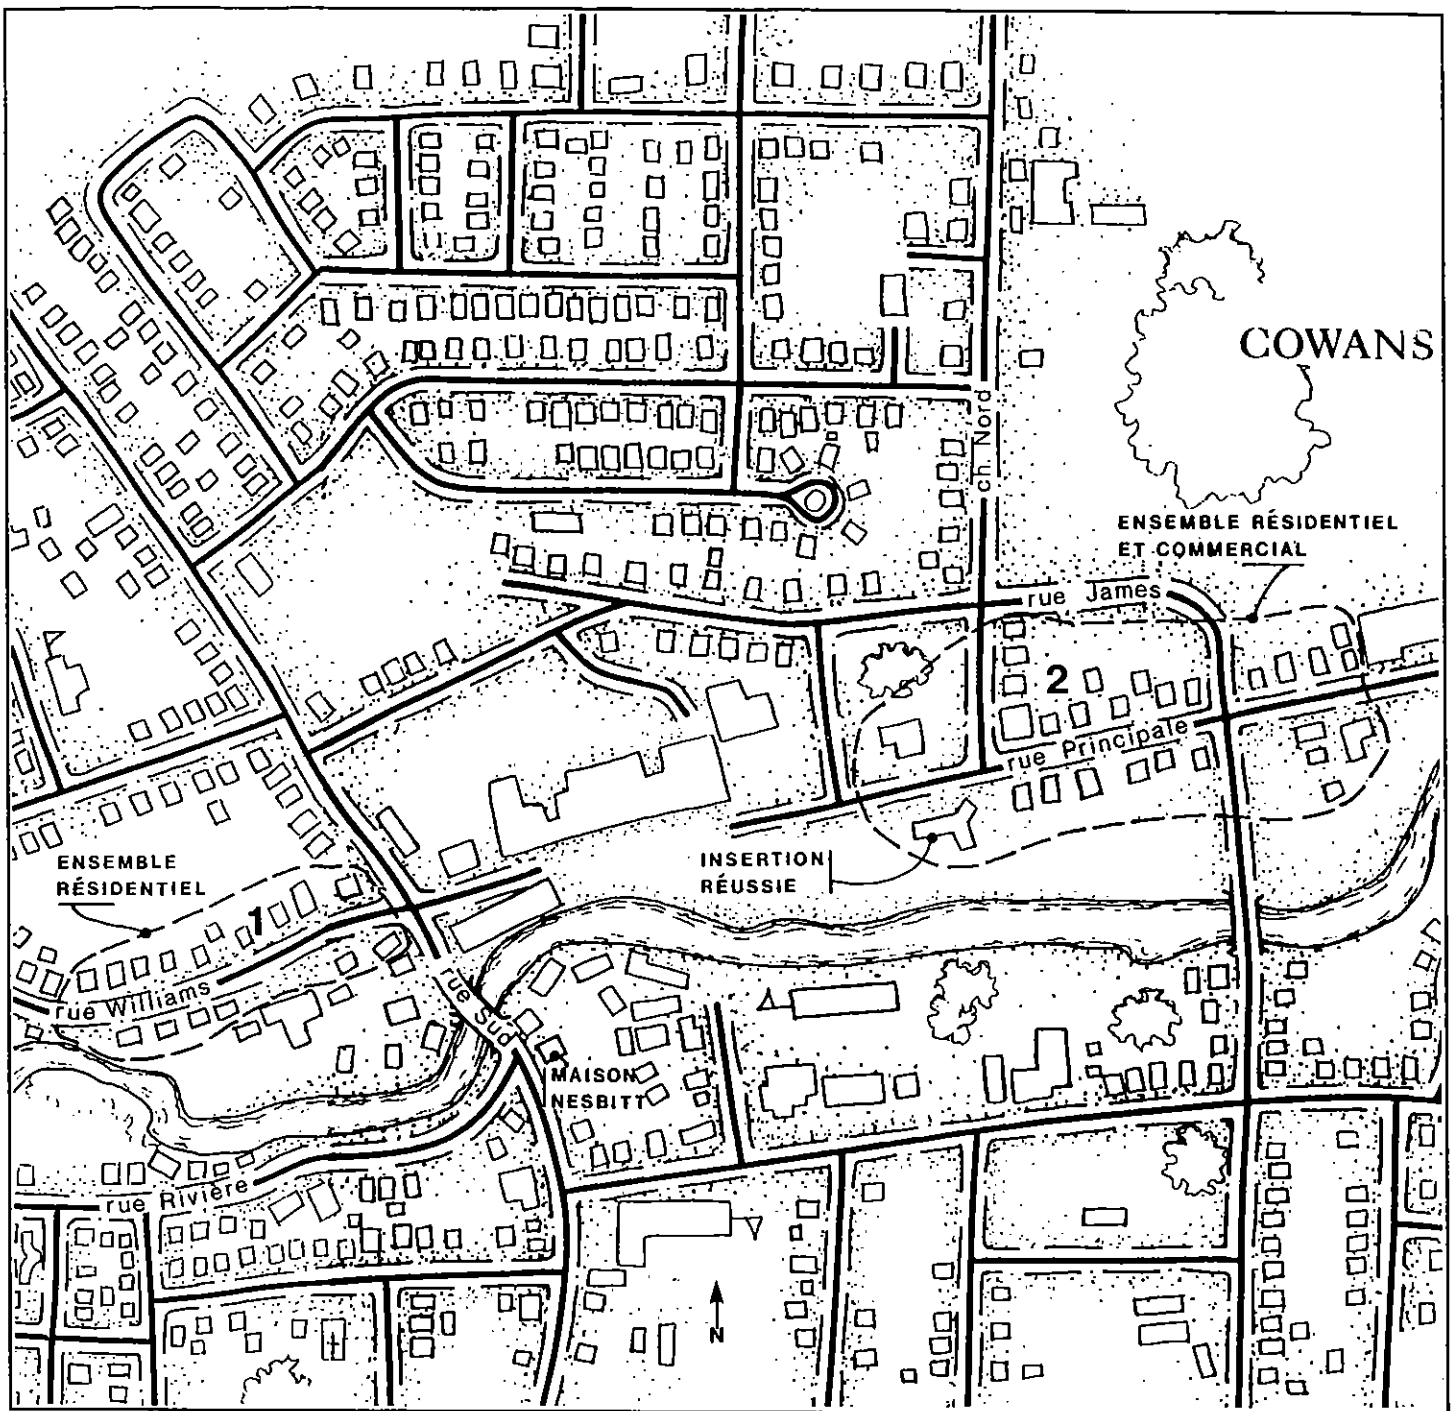 COWANS
ch. Nord
ENSEMBLE RÉSIDENTIEL
ET COMMERCIAL
rue James
2
rue Principale
INSERTION
RÉUSSIE
ENSEMBLE
RÉSIDENTIEL
1
rue Williams
rue Sud
MAISON
NESBITT
rue Rivière
N